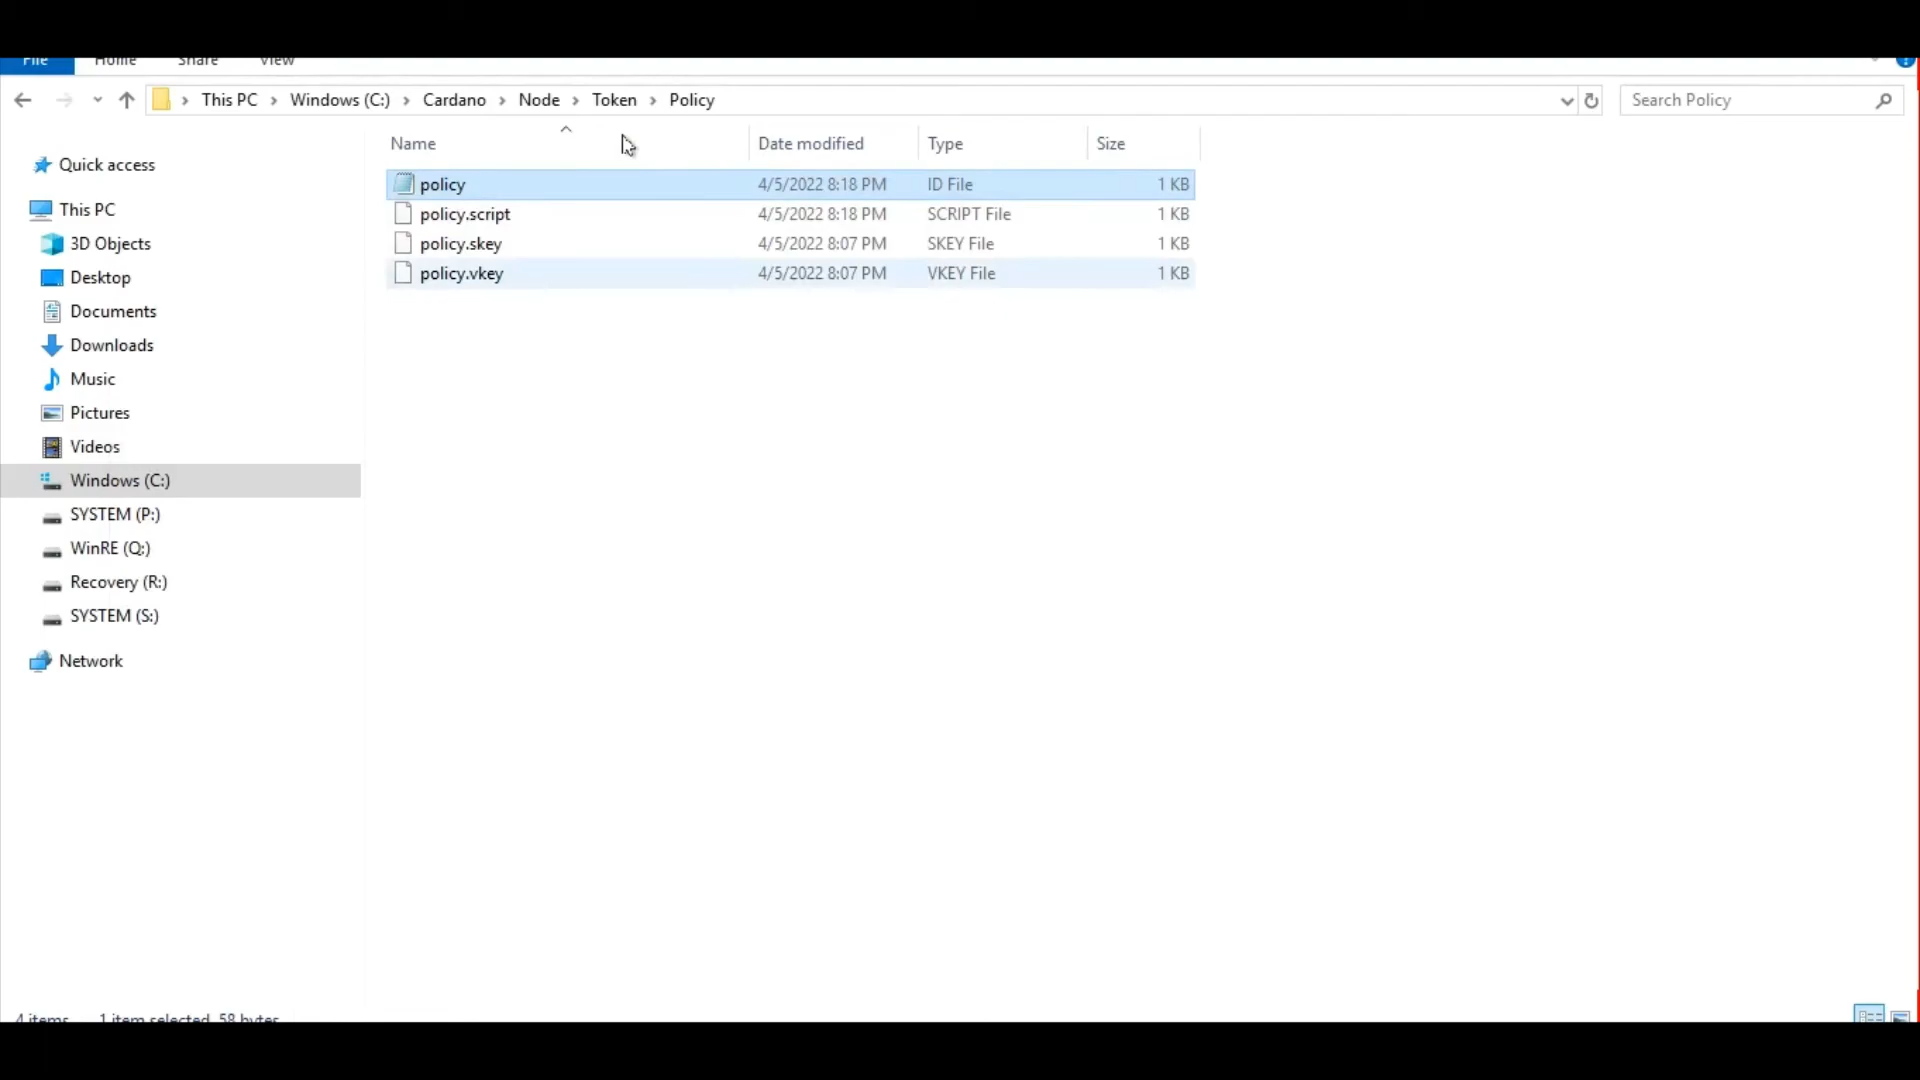 File Home Share View
This PC > Windows (C:) > Cardano > Node > Token > Policy
Search Policy
Name Date modified Type Size
policy 4/5/2022 8:18 PM ID File 1 KB
policy.script 4/5/2022 8:18 PM SCRIPT File 1 KB
policy.skey 4/5/2022 8:07 PM SKEY File 1 KB
policy.vkey 4/5/2022 8:07 PM VKEY File 1 KB
Quick access
This PC
3D Objects
Desktop
Documents
Downloads
Music
Pictures
Videos
Windows (C:)
SYSTEM (P:)
WinRE (Q:)
Recovery (R:)
SYSTEM (S:)
Network
4 items 1 item selected 58 bytes